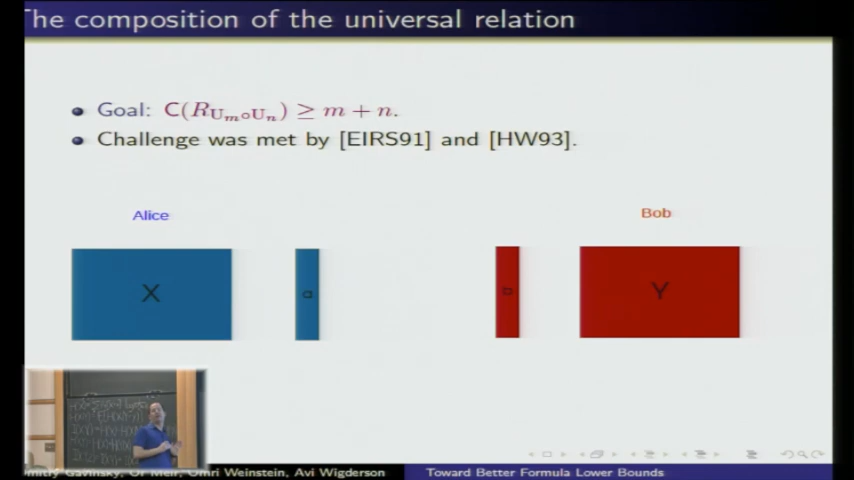 The composition of the universal relation
Goal: C(R_{U_m∘U_n}) ≥ m + n.
Challenge was met by [EIRS91] and [HW93].
Alice
Bob
X
a
b
Y
Gavinsky, Or Meir, Omri Weinstein, Avi Wigderson
Toward Better Formula Lower Bounds